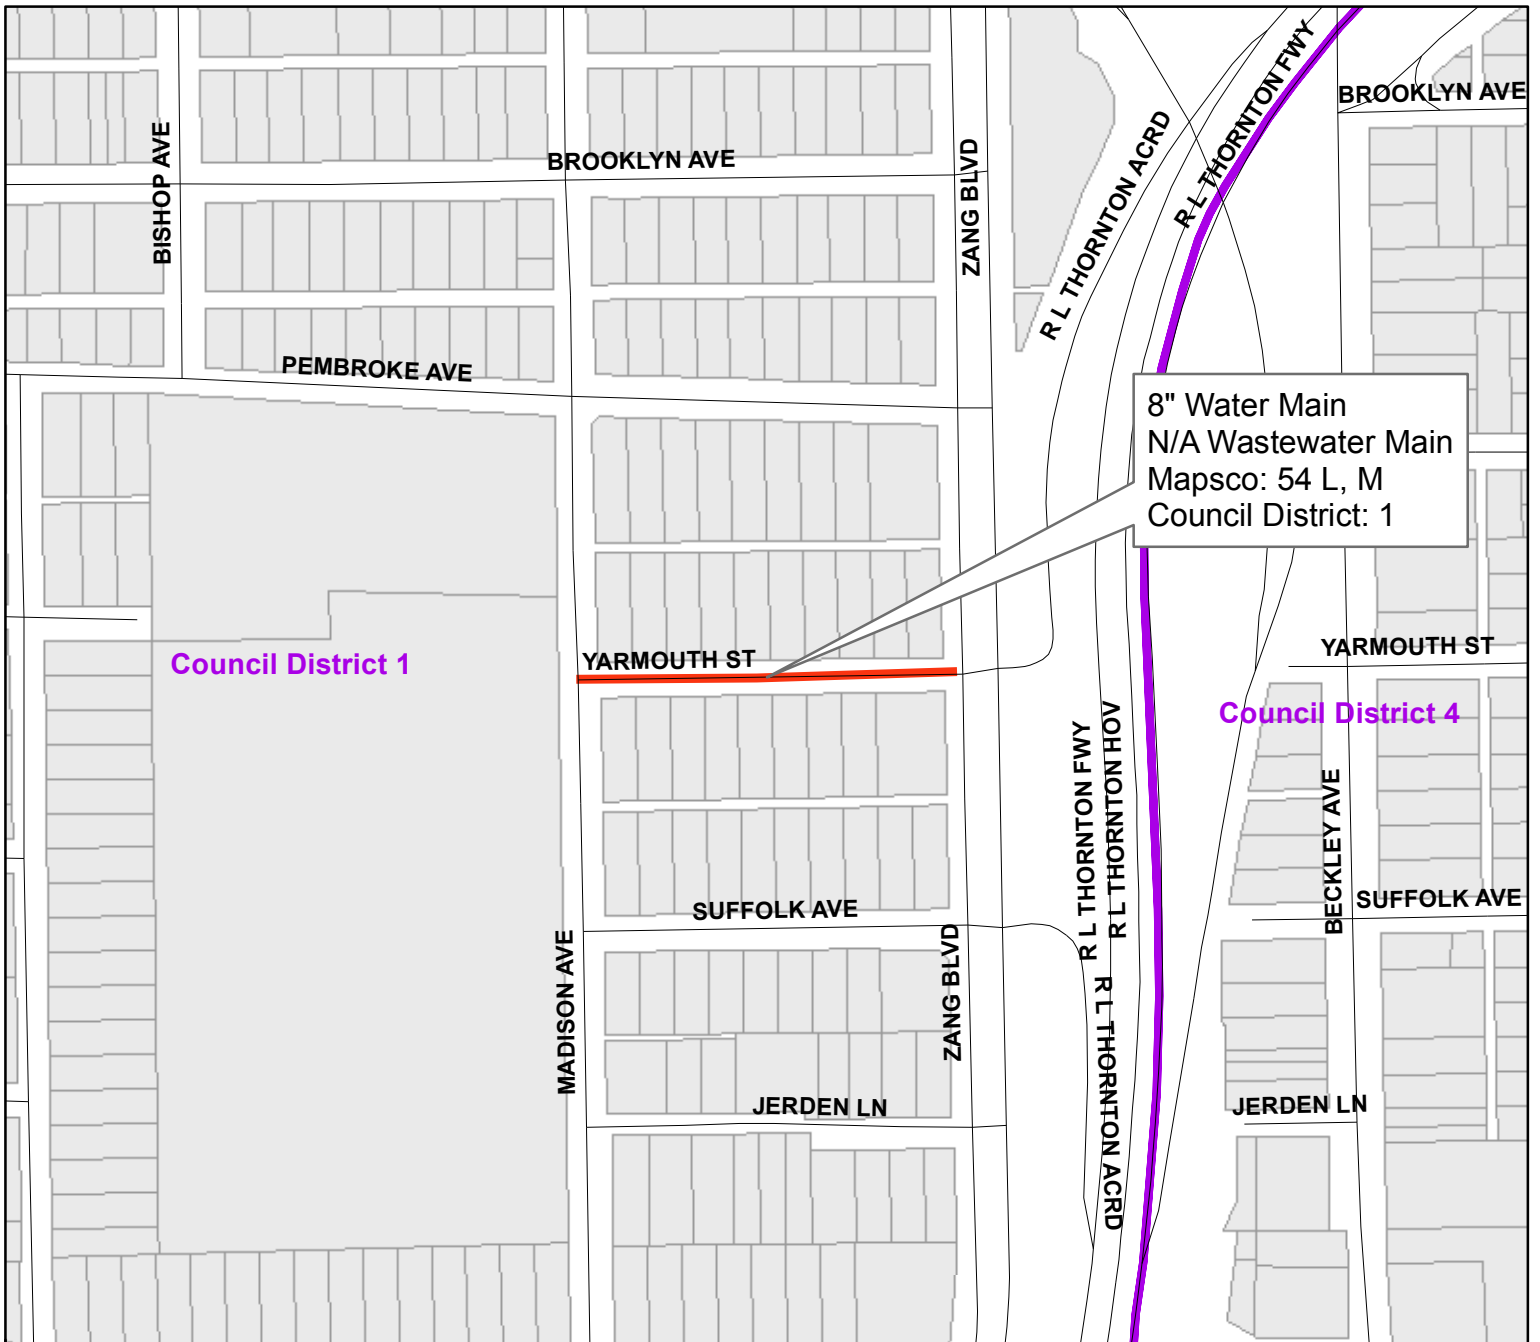 BROOKLYN AVE
BISHOP AVE
BROOKLYN AVE
ZANG BLVD
R L THORNTON ACRD
R L THORNTON FWY
PEMBROKE AVE
8" Water Main
N/A Wastewater Main
Mapsco: 54 L, M
Council District: 1
YARMOUTH ST
YARMOUTH ST
Council District 1
Council District 4
R L THORNTON FWY
R L THORNTON HOV
BECKLEY AVE
SUFFOLK AVE
SUFFOLK AVE
MADISON AVE
ZANG BLVD
R L THORNTON ACRD
JERDEN LN
JERDEN LN